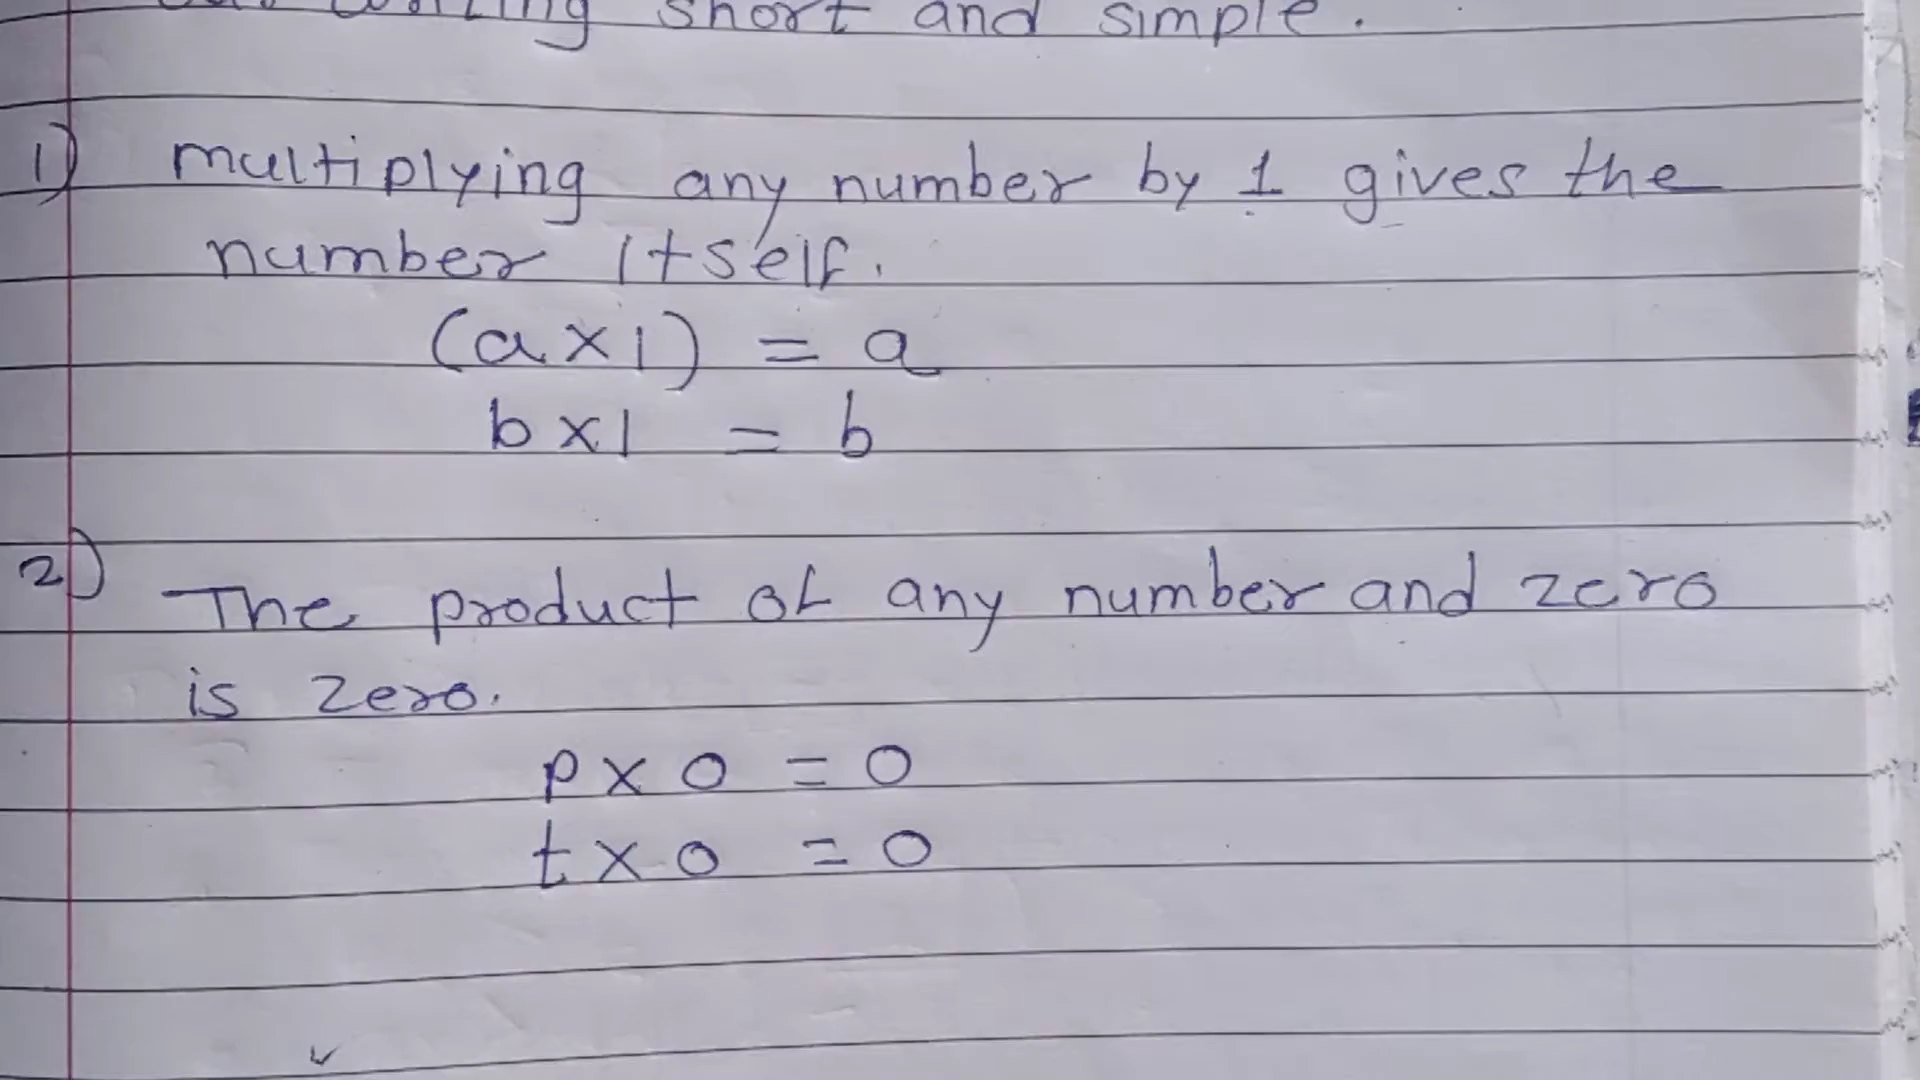 short and simple.
1) multiplying any number by 1 gives the
number itself.
(a×1) = a
b×1 = b
2) The product of any number and zero
is zero.
p×0 = 0
t×0 = 0